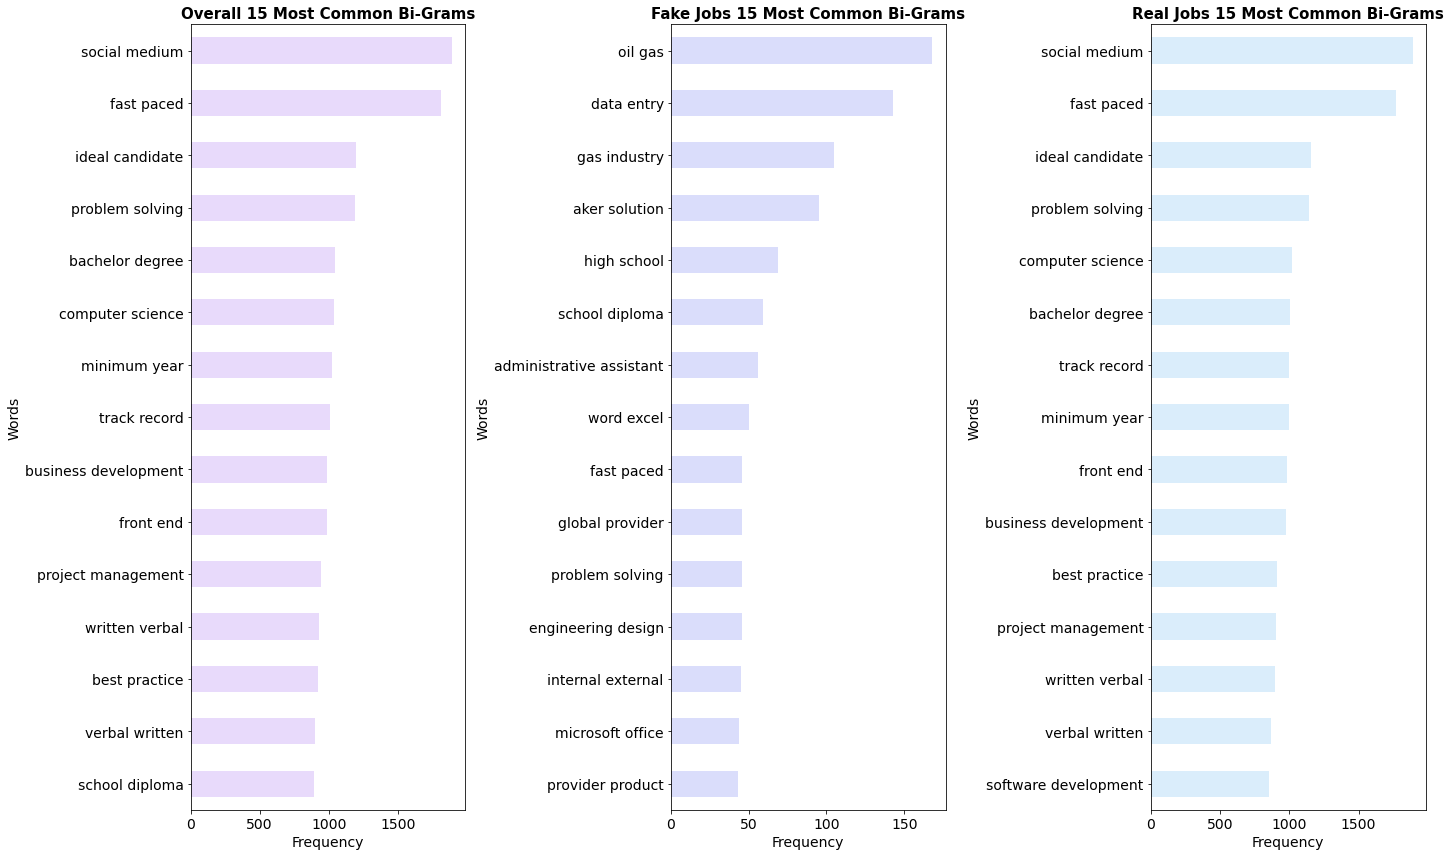 Overall 15 Most Common Bi-Grams
social medium
fast paced
ideal candidate
problem solving
bachelor degree
computer science
minimum year
track record
business development
front end
project management
written verbal
best practice
verbal written
school diploma
Words
0 500 1000 1500
Frequency
Fake Jobs 15 Most Common Bi-Grams
oil gas
data entry
gas industry
aker solution
high school
school diploma
administrative assistant
word excel
fast paced
global provider
problem solving
engineering design
internal external
microsoft office
provider product
Words
0 50 100 150
Frequency
Real Jobs 15 Most Common Bi-Grams
social medium
fast paced
ideal candidate
problem solving
computer science
bachelor degree
track record
minimum year
front end
business development
best practice
project management
written verbal
verbal written
software development
Words
0 500 1000 1500
Frequency